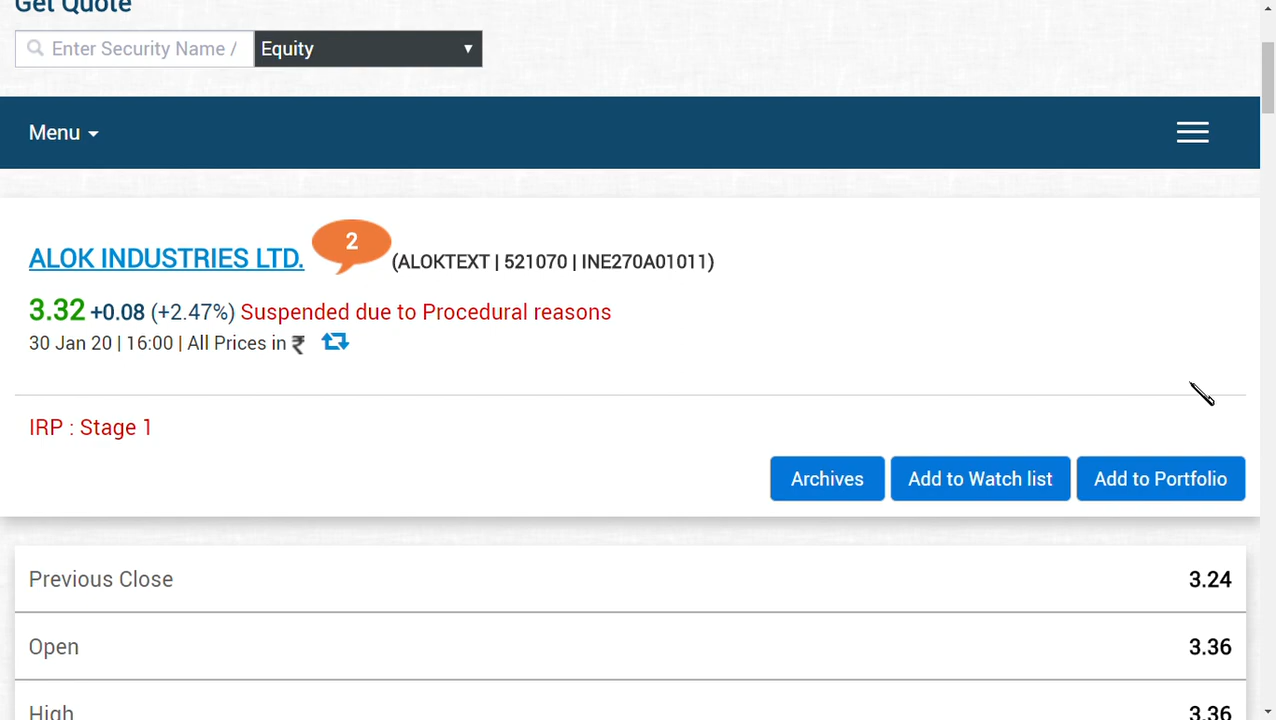 Get Quote
Enter Security Name /
Equity
Menu
ALOK INDUSTRIES LTD. 2 (ALOKTEXT | 521070 | INE270A01011)
3.32 +0.08 (+2.47%) Suspended due to Procedural reasons
30 Jan 20 | 16:00 | All Prices in ₹
IRP : Stage 1
Archives Add to Watch list Add to Portfolio
Previous Close 3.24
Open 3.36
High 3.36